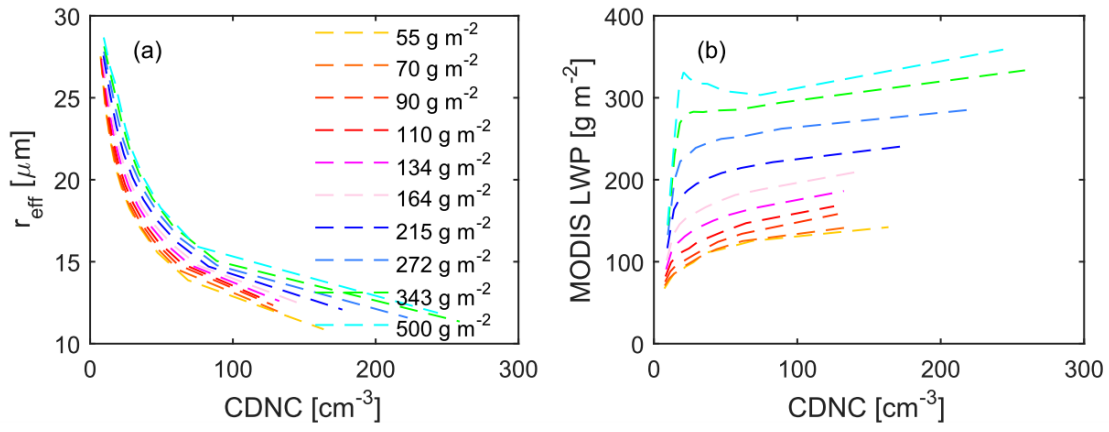 (a)
r_eff [μm]
30
25
20
15
10
0
100
200
300
CDNC [cm⁻³]
55 g m⁻²
70 g m⁻²
90 g m⁻²
110 g m⁻²
134 g m⁻²
164 g m⁻²
215 g m⁻²
272 g m⁻²
343 g m⁻²
500 g m⁻²
(b)
MODIS LWP [g m⁻²]
400
300
200
100
0
0
100
200
300
CDNC [cm⁻³]